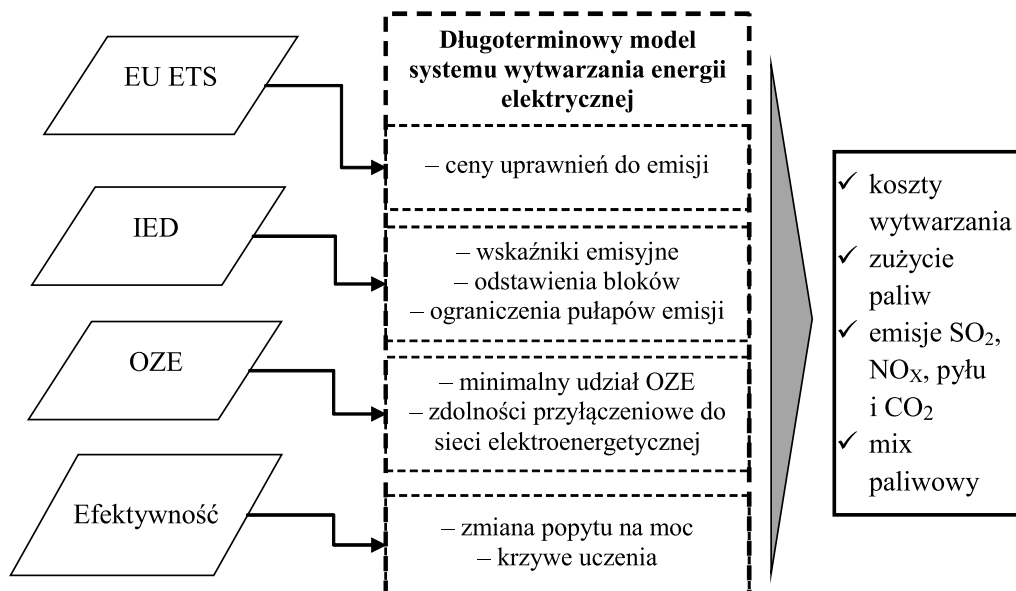 EU ETS
IED
OZE
Efektywność
Długoterminowy model
systemu wytwarzania energii
elektrycznej
– ceny uprawnień do emisji
– wskaźniki emisyjne
– odstawienia bloków
– ograniczenia pułapów emisji
– minimalny udział OZE
– zdolności przyłączeniowe do
sieci elektroenergetycznej
– zmiana popytu na moc
– krzywe uczenia
✓ koszty
wytwarzania
✓ zużycie
paliw
✓ emisje SO₂,
NOₓ, pyłu
i CO₂
✓ mix
paliwowy